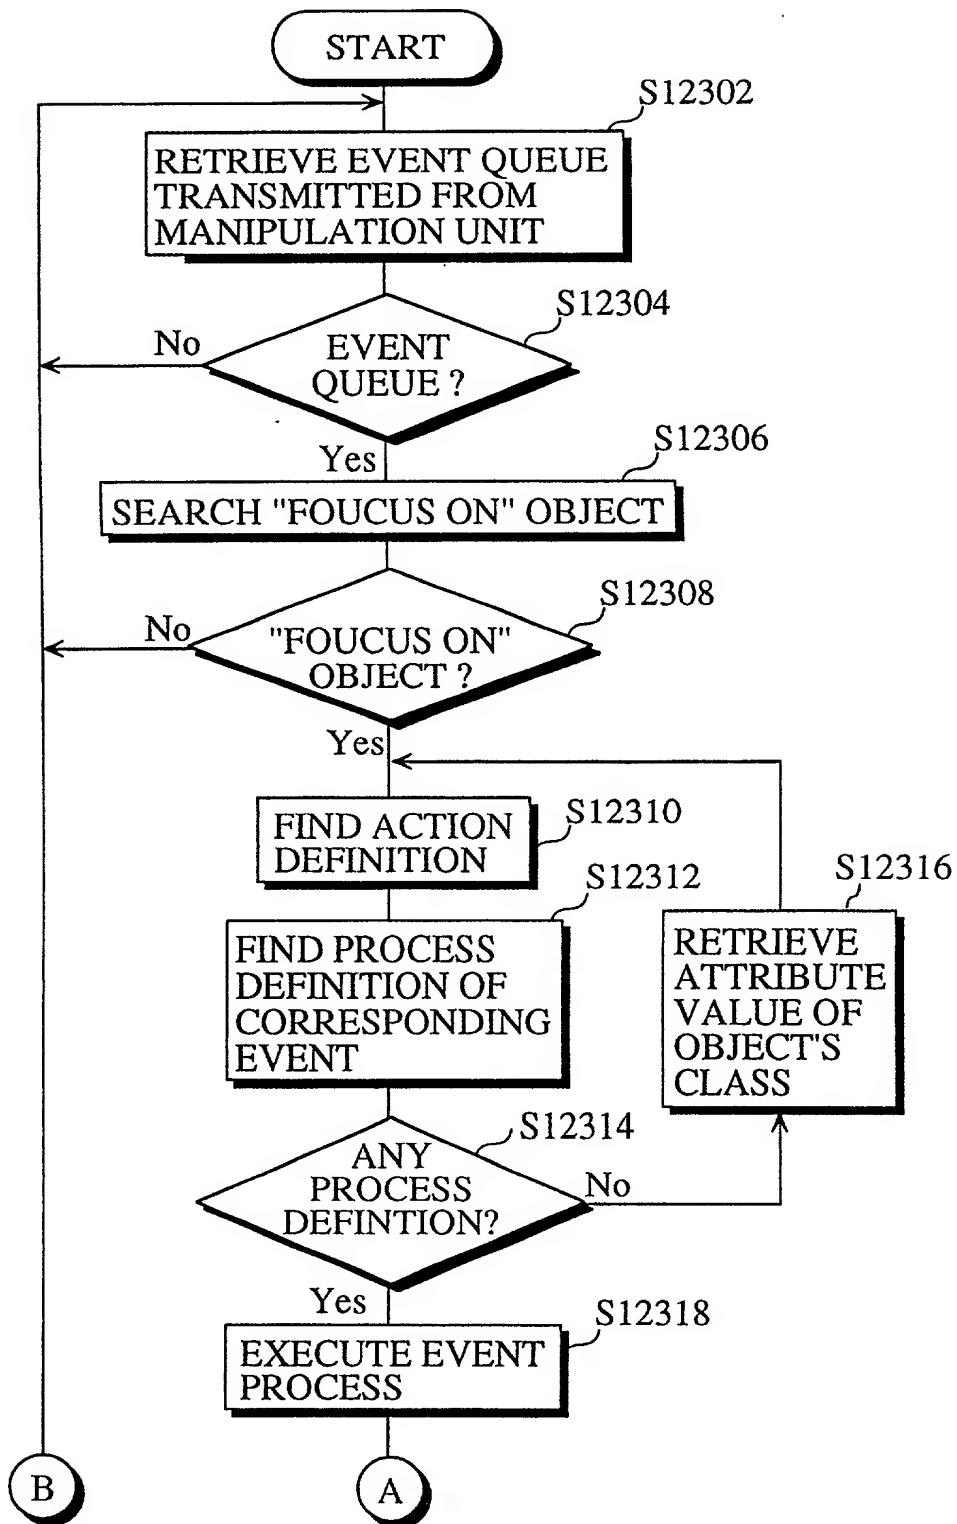 START
S12302
RETRIEVE EVENT QUEUE
TRANSMITTED FROM
MANIPULATION UNIT
S12304
No
EVENT
QUEUE ?
Yes
S12306
SEARCH "FOUCUS ON" OBJECT
S12308
No
"FOUCUS ON"
OBJECT ?
Yes
S12310
FIND ACTION
DEFINITION
S12312
FIND PROCESS
DEFINITION OF
CORRESPONDING
EVENT
S12316
RETRIEVE
ATTRIBUTE
VALUE OF
OBJECT'S
CLASS
S12314
ANY
PROCESS
DEFINTION?
No
Yes
S12318
EXECUTE EVENT
PROCESS
B
A